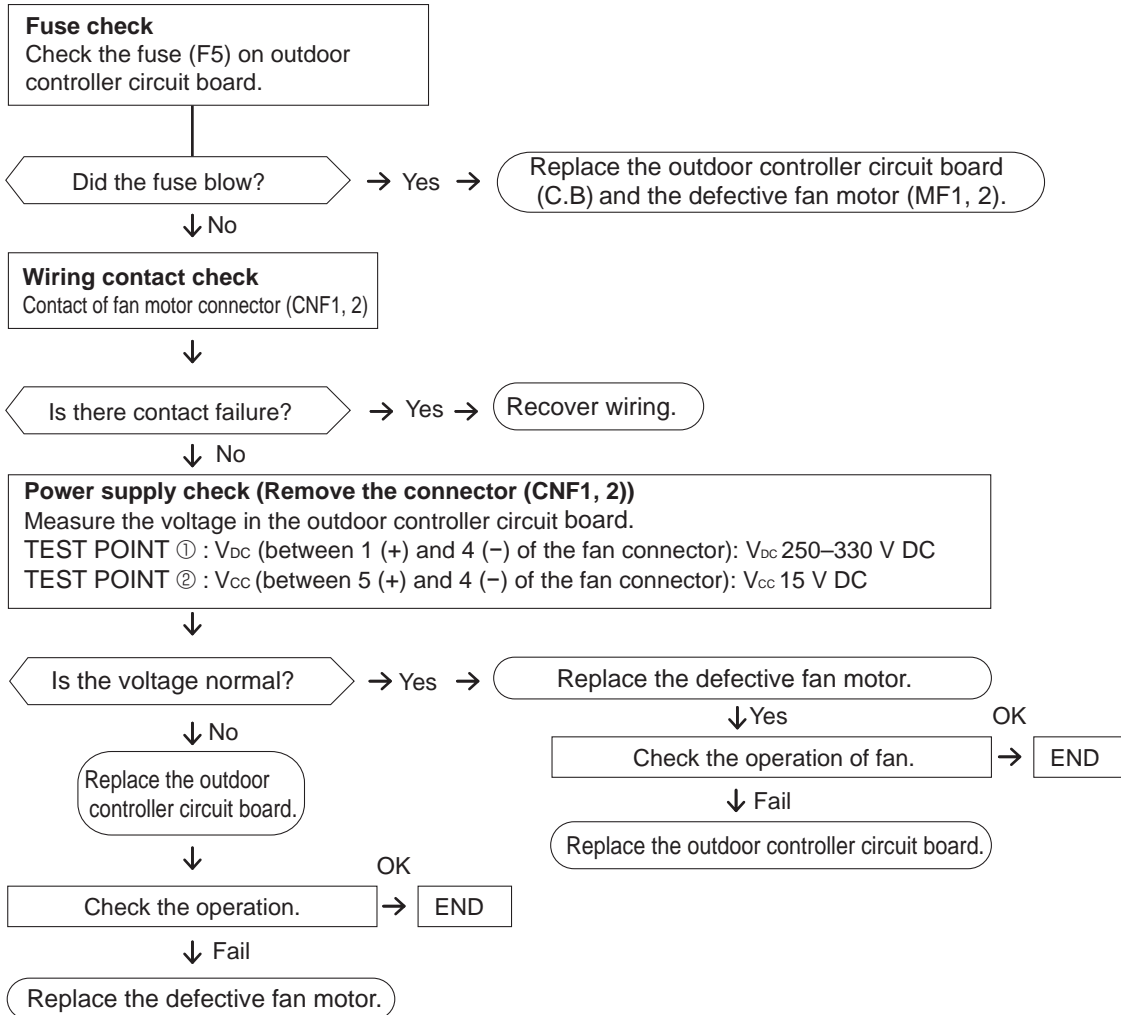 Fuse check
Check the fuse (F5) on outdoor
controller circuit board.
Did the fuse blow?
→ Yes →
Replace the outdoor controller circuit board
(C.B) and the defective fan motor (MF1, 2).
↓ No
Wiring contact check
Contact of fan motor connector (CNF1, 2)
↓
Is there contact failure?
→ Yes →
Recover wiring.
↓ No
Power supply check (Remove the connector (CNF1, 2))
Measure the voltage in the outdoor controller circuit board.
TEST POINT ① : VDC (between 1 (+) and 4 (−) of the fan connector): VDC 250–330 V DC
TEST POINT ② : VCC (between 5 (+) and 4 (−) of the fan connector): VCC 15 V DC
↓
Is the voltage normal?
→ Yes →
Replace the defective fan motor.
↓ Yes
OK
Check the operation of fan.
→
END
↓ Fail
Replace the outdoor controller circuit board.
↓ No
Replace the outdoor
controller circuit board.
↓
OK
Check the operation.
→
END
↓ Fail
Replace the defective fan motor.